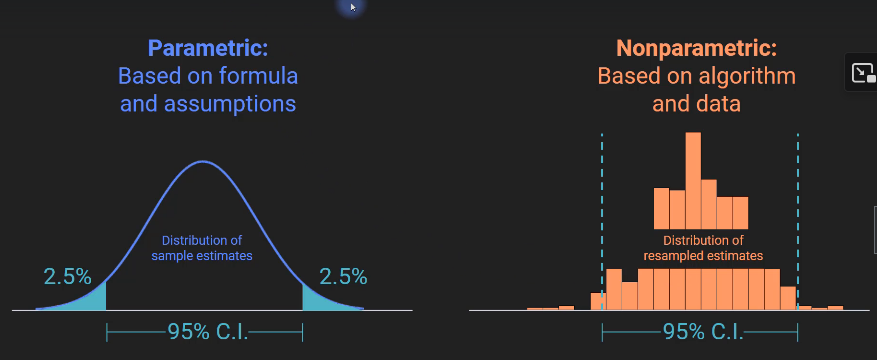 Parametric:
Based on formula
and assumptions
Distribution of
sample estimates
2.5%
2.5%
95% C.I.
Nonparametric:
Based on algorithm
and data
Distribution of
resampled estimates
95% C.I.